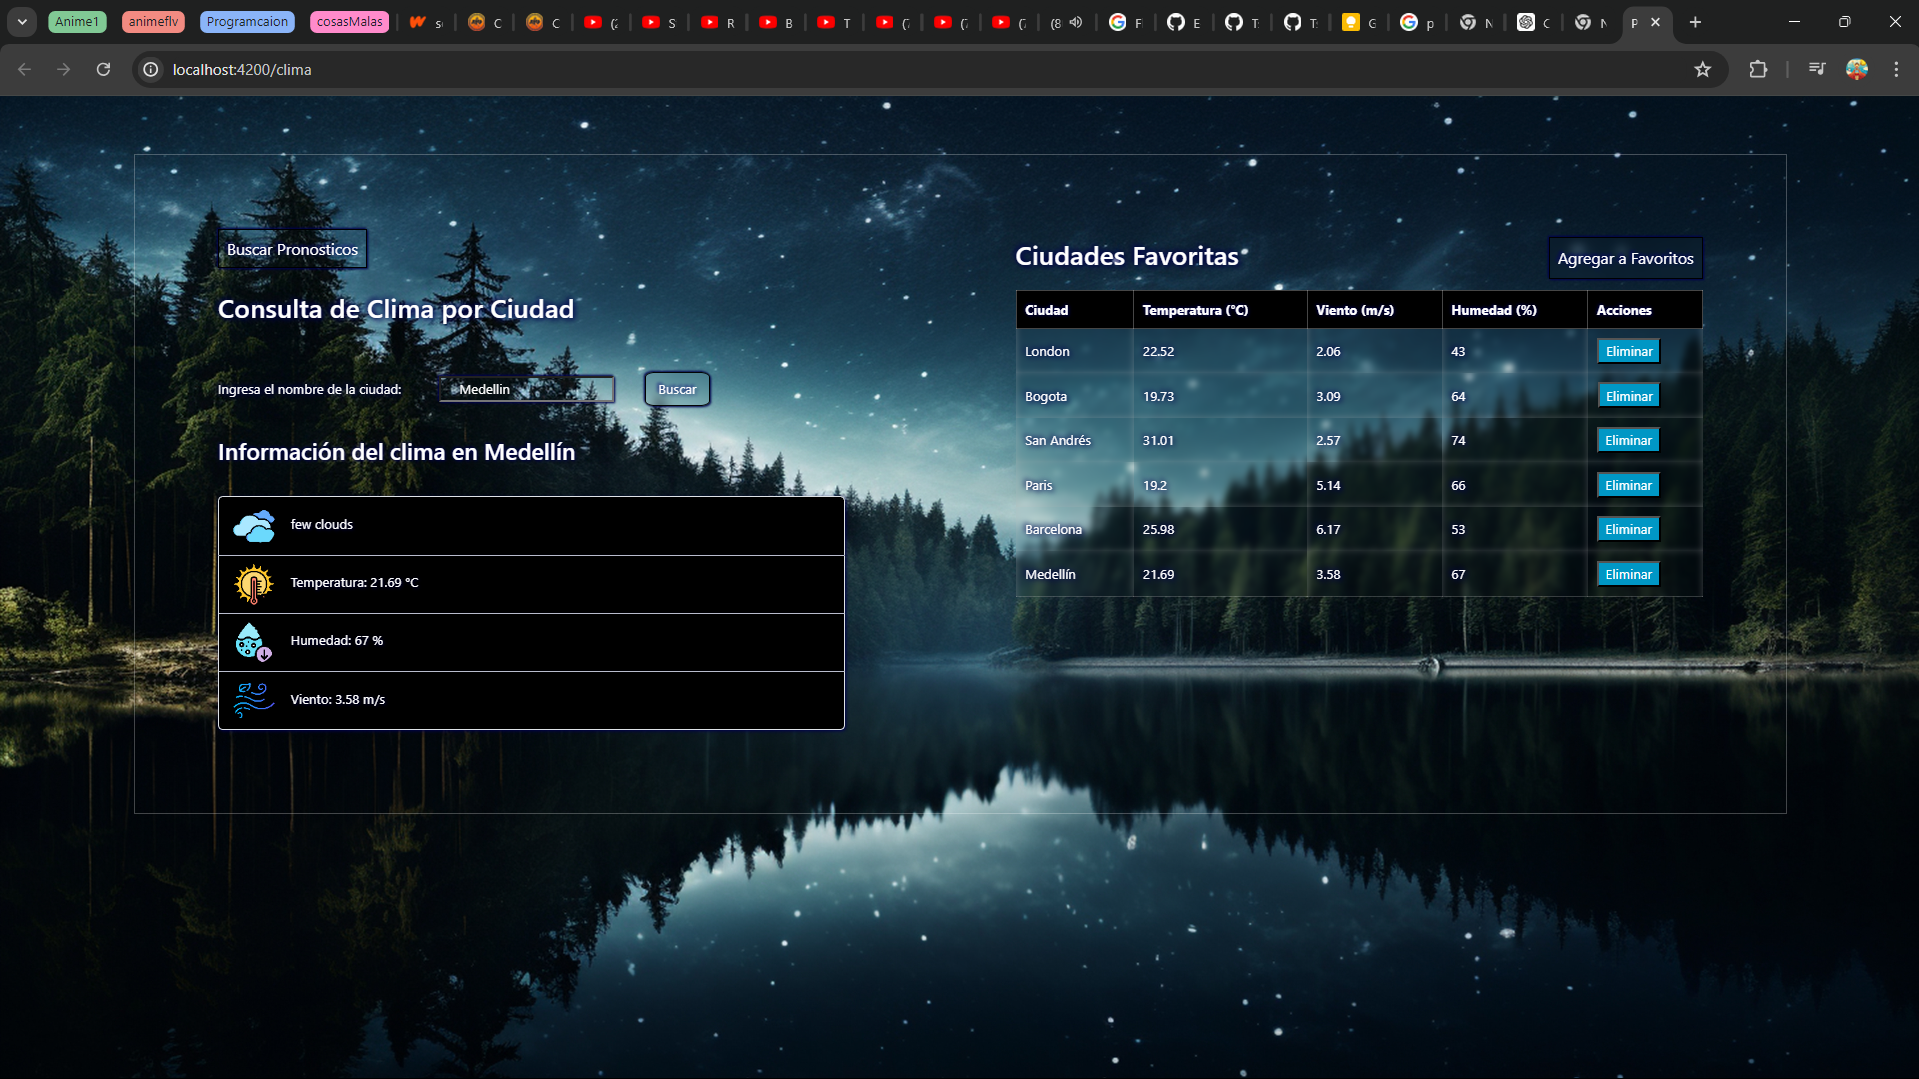 Anime1 animeflv Programcaion cosasMalas
localhost:4200/clima
Buscar Pronosticos
Consulta de Clima por Ciudad
Ingresa el nombre de la ciudad: Medellin Buscar
Información del clima en Medellín
few clouds
Temperatura: 21.69 °C
Humedad: 67 %
Viento: 3.58 m/s
Ciudades Favoritas Agregar a Favoritos
Ciudad Temperatura (°C) Viento (m/s) Humedad (%) Acciones
London 22.52 2.06 43 Eliminar
Bogota 19.73 3.09 64 Eliminar
San Andrés 31.01 2.57 74 Eliminar
Paris 19.2 5.14 66 Eliminar
Barcelona 25.98 6.17 53 Eliminar
Medellín 21.69 3.58 67 Eliminar